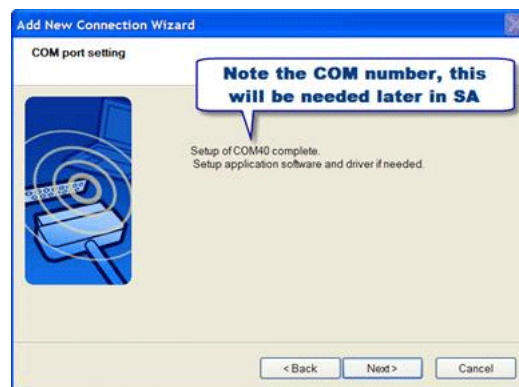 Add New Connection Wizard
COM port setting
Note the COM number, this
will be needed later in SA
Setup of COM40 complete.
Setup application software and driver if needed.
< Back
Next >
Cancel